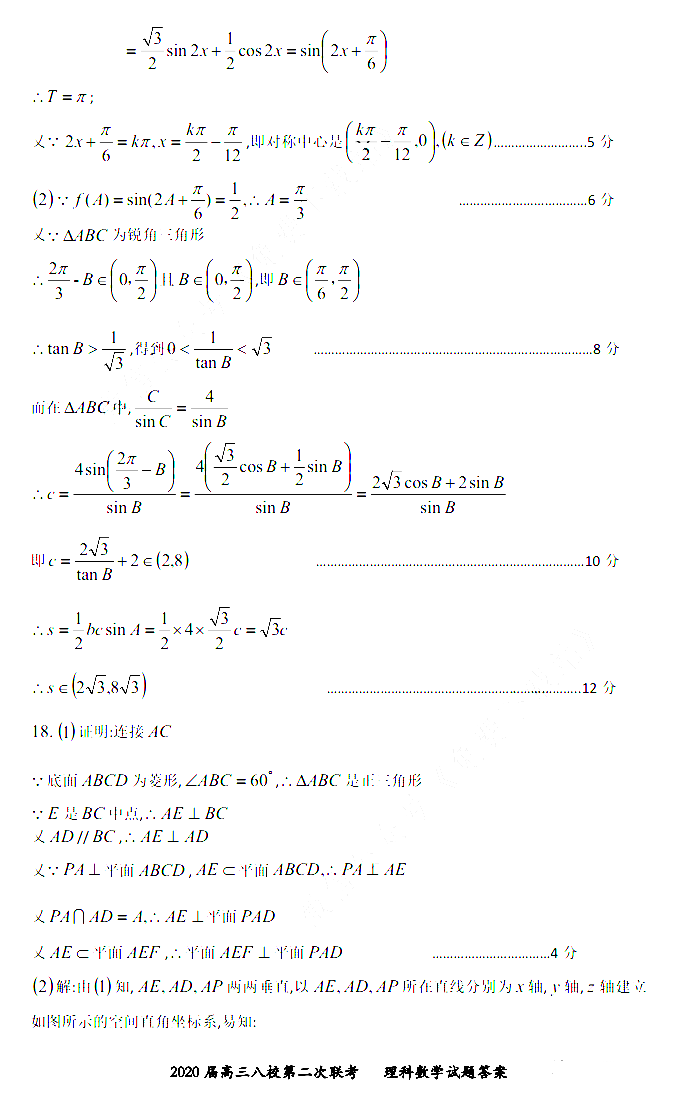 = √3/2 sin 2x + 1/2 cos 2x = sin(2x + π/6)
∴T = π ;
又∵ 2x + π/6 = kπ, x = kπ/2 − π/12 ,即对称中心是(kπ/2 − π/12 ,0),(k ∈ Z)..........................5 分
(2)∵ f(A) = sin(2A + π/6) = 1/2, ∴ A = π/3 ....................................6 分
又∵ ΔABC 为锐角三角形
∴ 2π/3 - B ∈ (0, π/2) 且 B ∈ (0, π/2) ,即 B ∈ (π/6, π/2)
∴ tan B > 1/√3 ,得到 0 < 1/tan B < √3 ..............................................................................8 分
而在 ΔABC 中, C/sin C = 4/sin B
∴ c = 4sin(2π/3 − B)/sin B = 4(√3/2 cos B + 1/2 sin B)/sin B = (2√3 cos B + 2 sin B)/sin B
即 c = 2√3/tan B + 2 ∈ (2,8) ...........................................................................10 分
∴ s = 1/2 bc sin A = 1/2 × 4 × √3/2 c = √3c
∴ s ∈ (2√3,8√3) .......................................................................12 分
18. (1) 证明:连接 AC
∵ 底面 ABCD 为菱形, ∠ABC = 60° ,∴ ΔABC 是正三角形
∵ E 是 BC 中点,∴ AE ⊥ BC
又 AD // BC ,∴ AE ⊥ AD
又∵ PA ⊥ 平面 ABCD , AE ⊂ 平面 ABCD,∴ PA ⊥ AE
又 PA ⋂ AD = A,∴ AE ⊥ 平面 PAD
又 AE ⊂ 平面 AEF ,∴ 平面 AEF ⊥ 平面 PAD .................................4 分
(2) 解:由(1)知, AE、AD、AP 两两垂直,以 AE、AD、AP 所在直线分别为 x 轴, y 轴, z 轴建立
如图所示的空间直角坐标系,易知:
2020 届高三八校第二次联考 理科数学试题答案